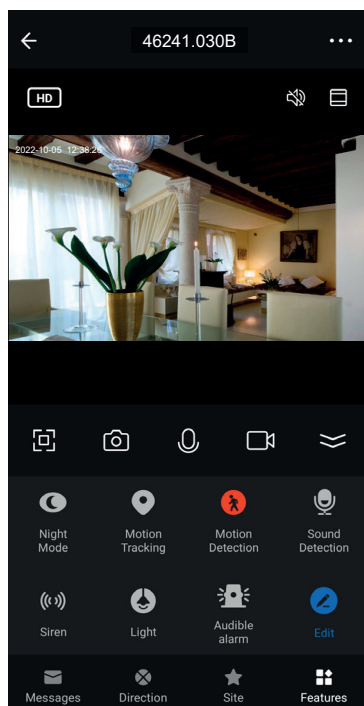 46241.030B
HD
2022-10-05 12:38:26
Night
Mode
Motion
Tracking
Motion
Detection
Sound
Detection
Siren
Light
Audible
alarm
Edit
Messages
Direction
Site
Features